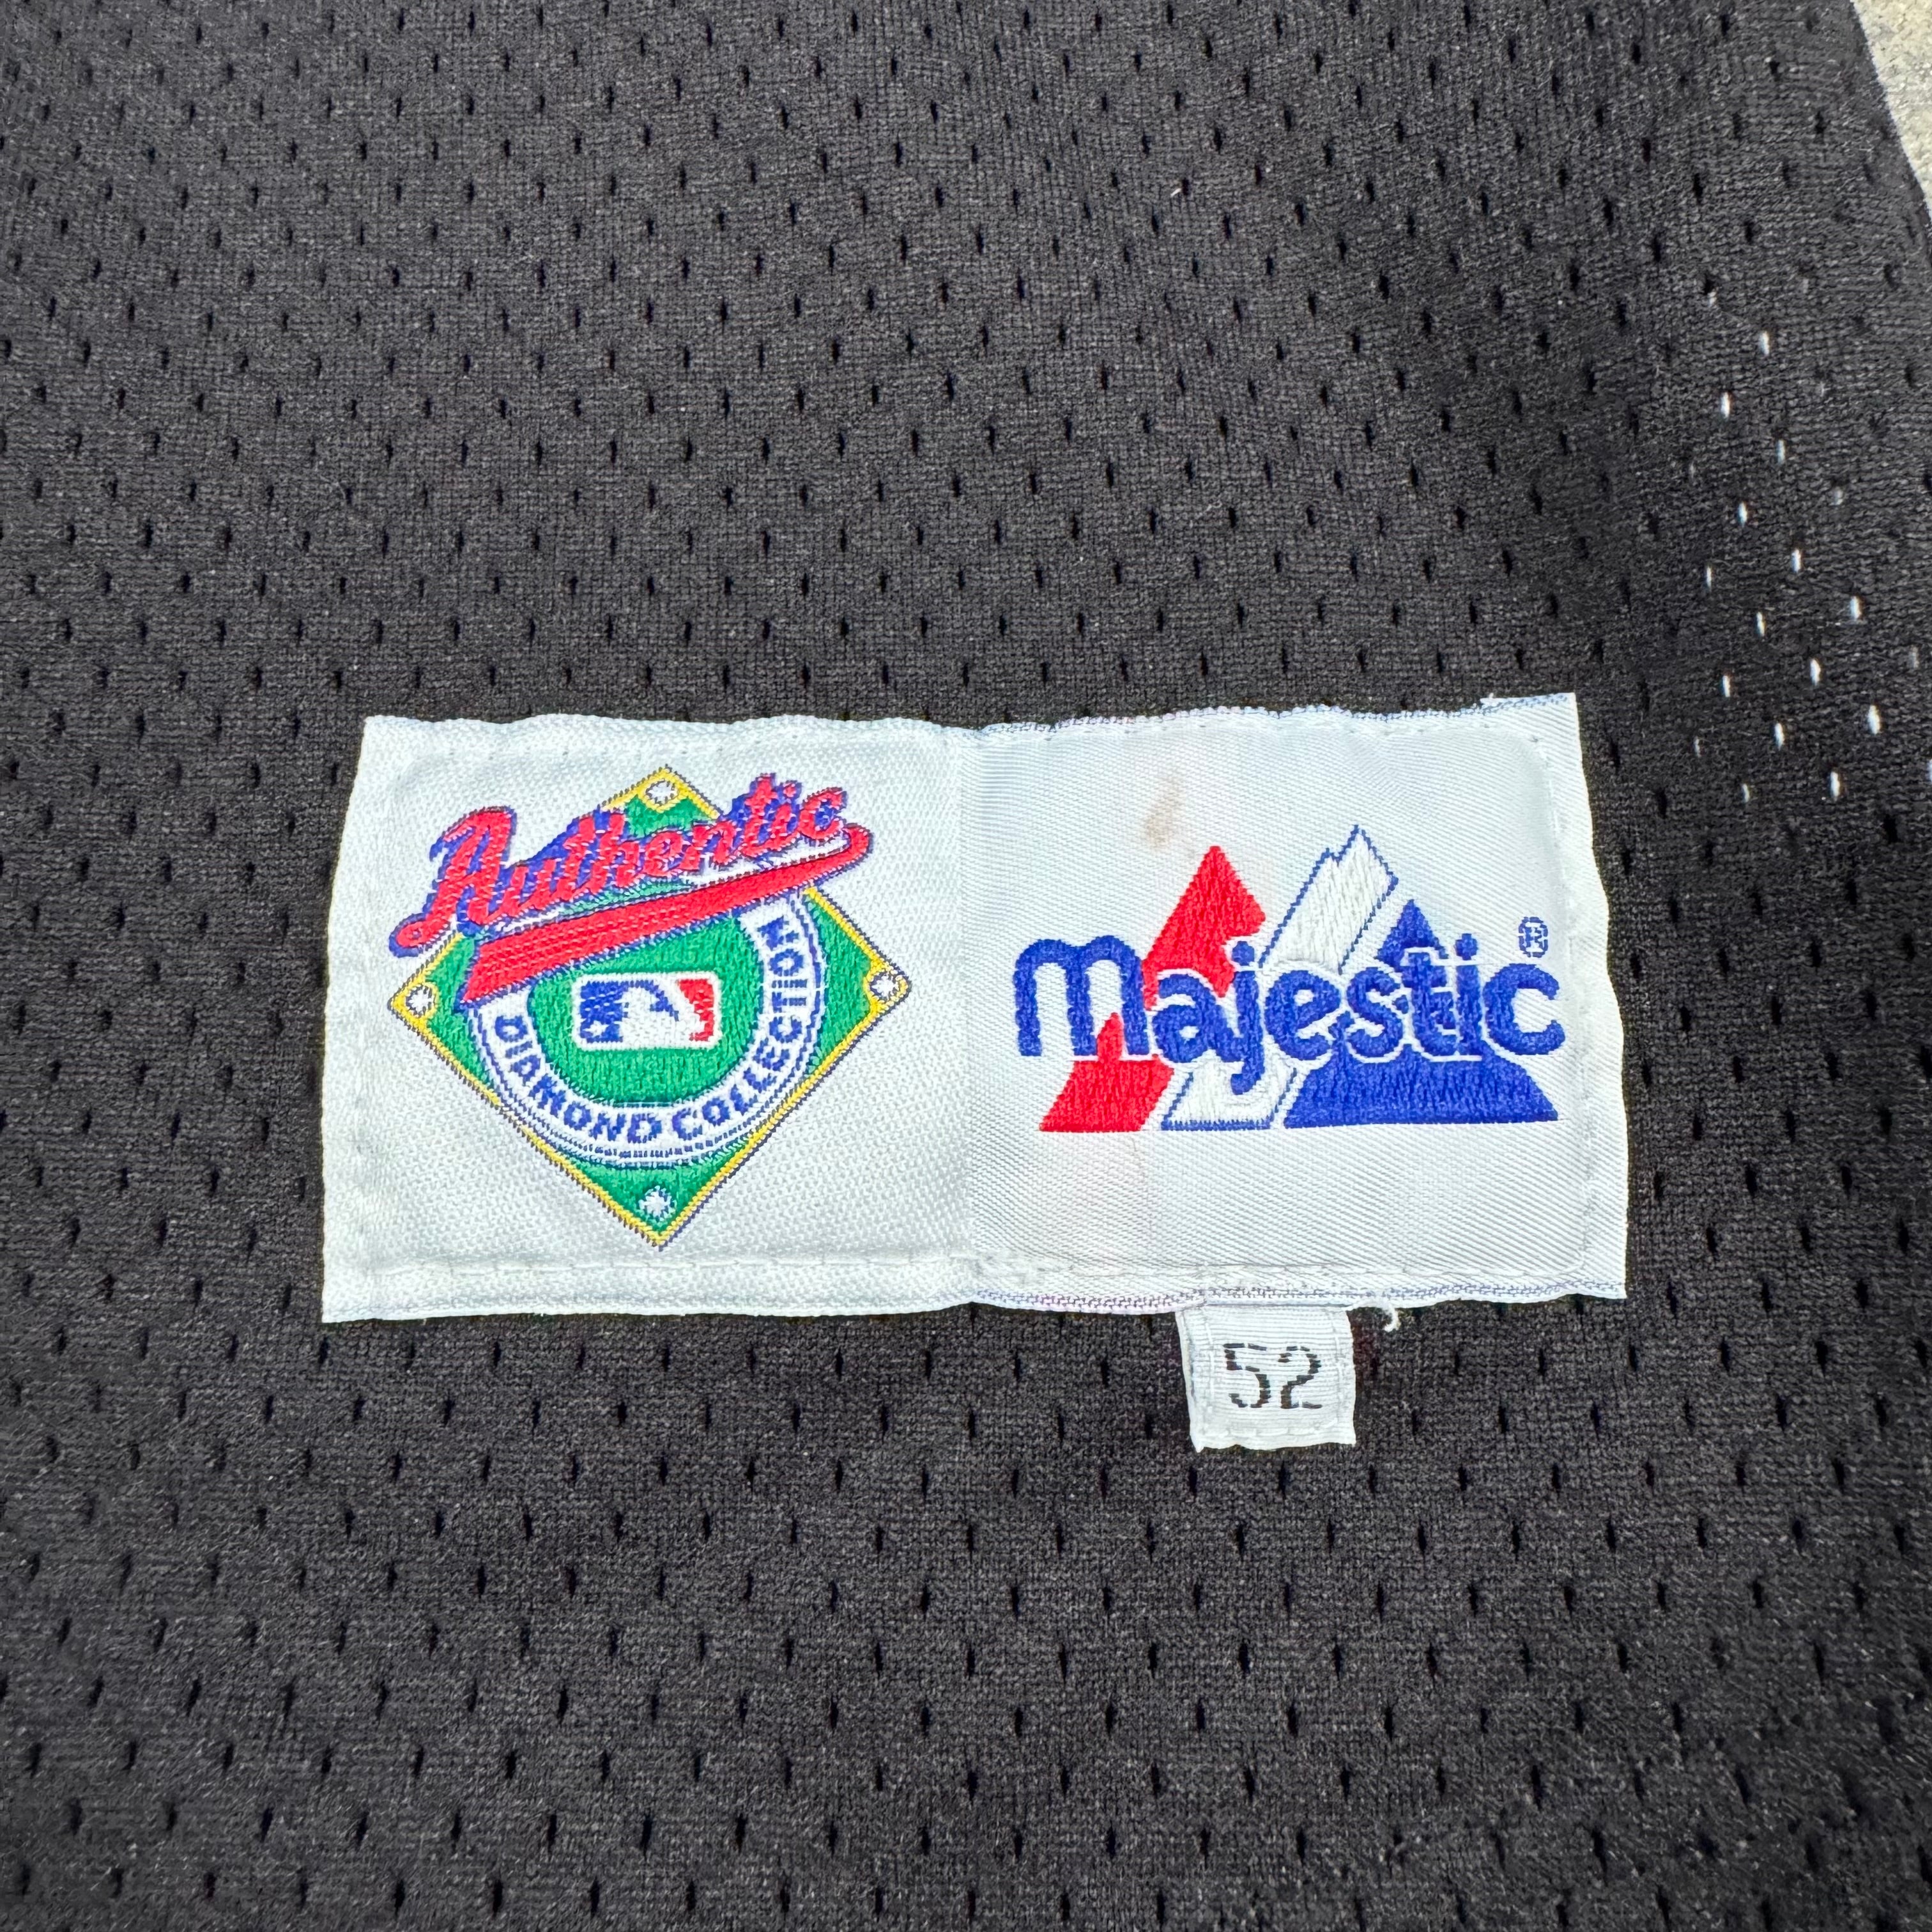 Authentic
DIAMOND COLLECTION
Majestic®
52